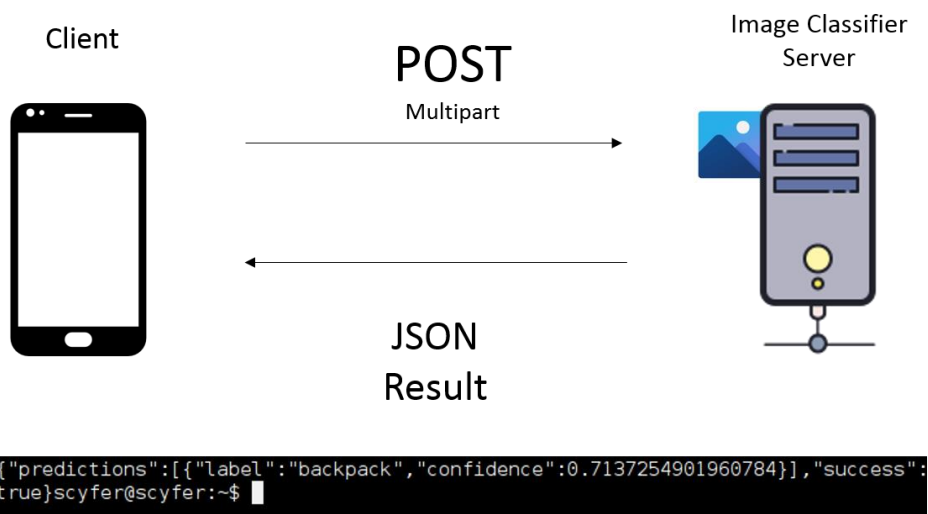 Client
POST
Multipart
Image Classifier
Server
JSON
Result
{"predictions":[{"label":"backpack","confidence":0.7137254901960784}],"success":
true}scyfer@scyfer:~$